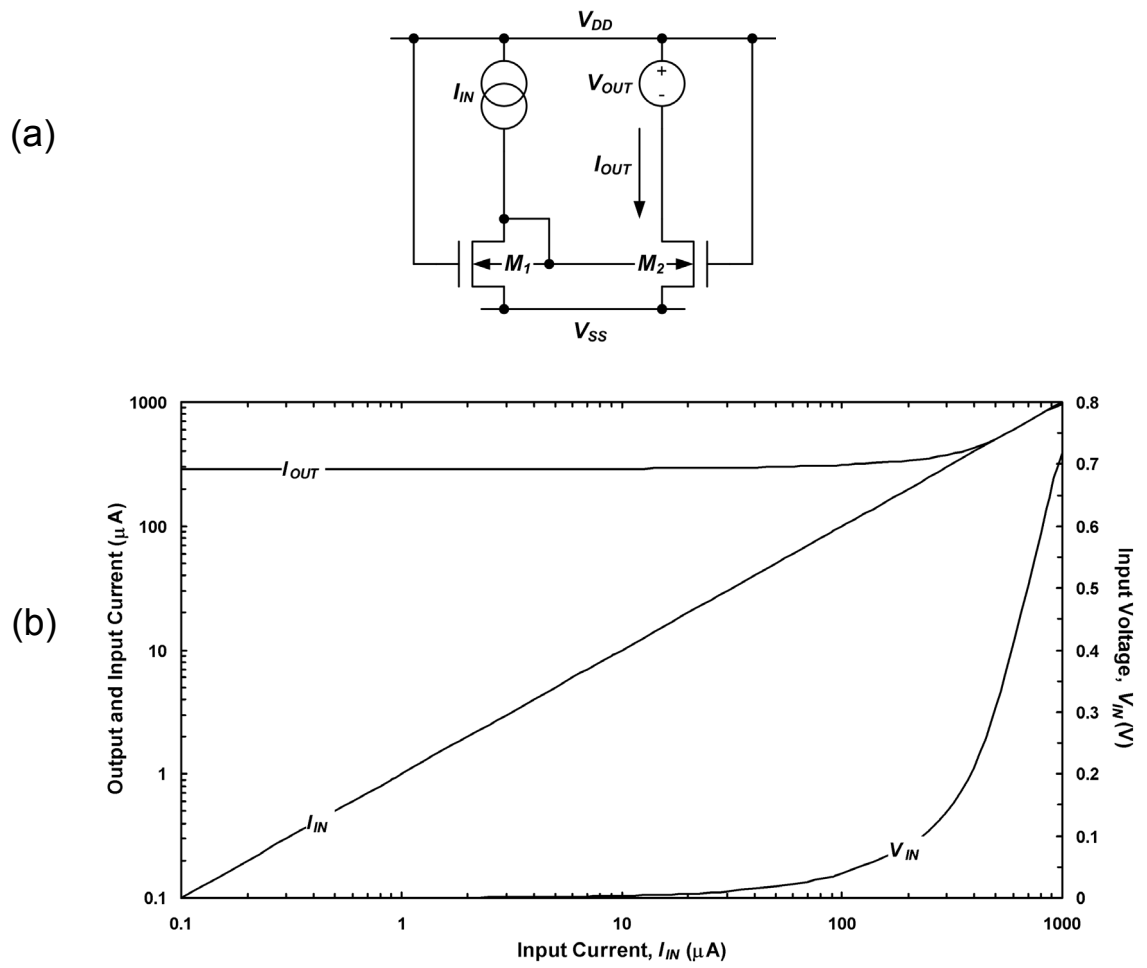 (a)
V_DD
I_IN
V_OUT
+
-
I_OUT
M_1
M_2
V_SS
(b)
Output and Input Current (μA)
1000
100
10
1
0.1
I_OUT
I_IN
V_IN
0.8
0.7
0.6
0.5
0.4
0.3
0.2
0.1
0
Input Voltage, V_IN (V)
0.1
1
10
100
1000
Input Current, I_IN (μA)